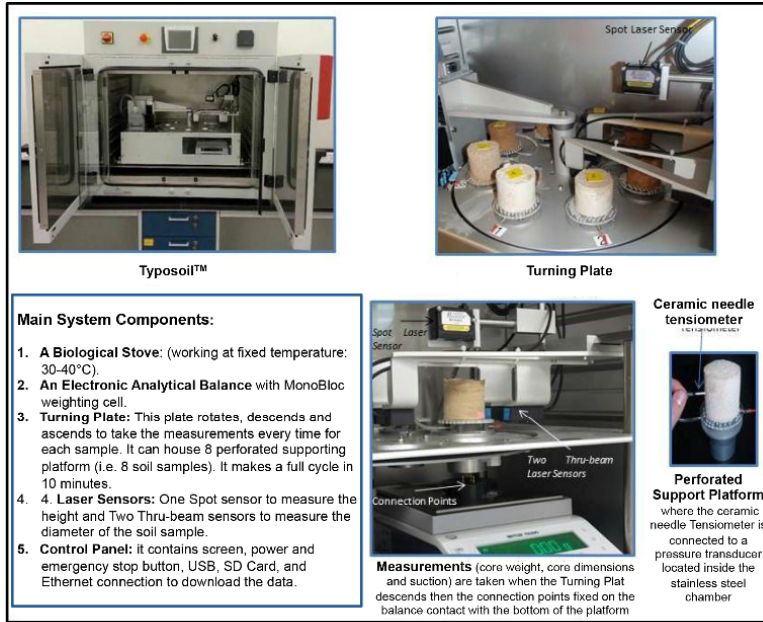 Spot Laser Sensor
Typosoil™
Turning Plate
Main System Components:
1. A Biological Stove: (working at fixed temperature:
30-40°C).
2. An Electronic Analytical Balance with MonoBloc
weighting cell.
3. Turning Plate: This plate rotates, descends and
ascends to take the measurements every time for
each sample. It can house 8 perforated supporting
platform (i.e. 8 soil samples). It makes a full cycle in
10 minutes.
4. 4. Laser Sensors: One Spot sensor to measure the
height and Two Thru-beam sensors to measure the
diameter of the soil sample.
5. Control Panel: it contains screen, power and
emergency stop button, USB, SD Card, and
Ethernet connection to download the data.
Spot Laser
Sensor
Two Thru-beam
Laser Sensors
Connection Points
Measurements (core weight, core dimensions
and suction) are taken when the Turning Plat
descends then the connection points fixed on the
balance contact with the bottom of the platform
Ceramic needle
tensiometer
Perforated
Support Platform
where the ceramic
needle Tensiometer is
connected to a
pressure transducer
located inside the
stainless steel
chamber